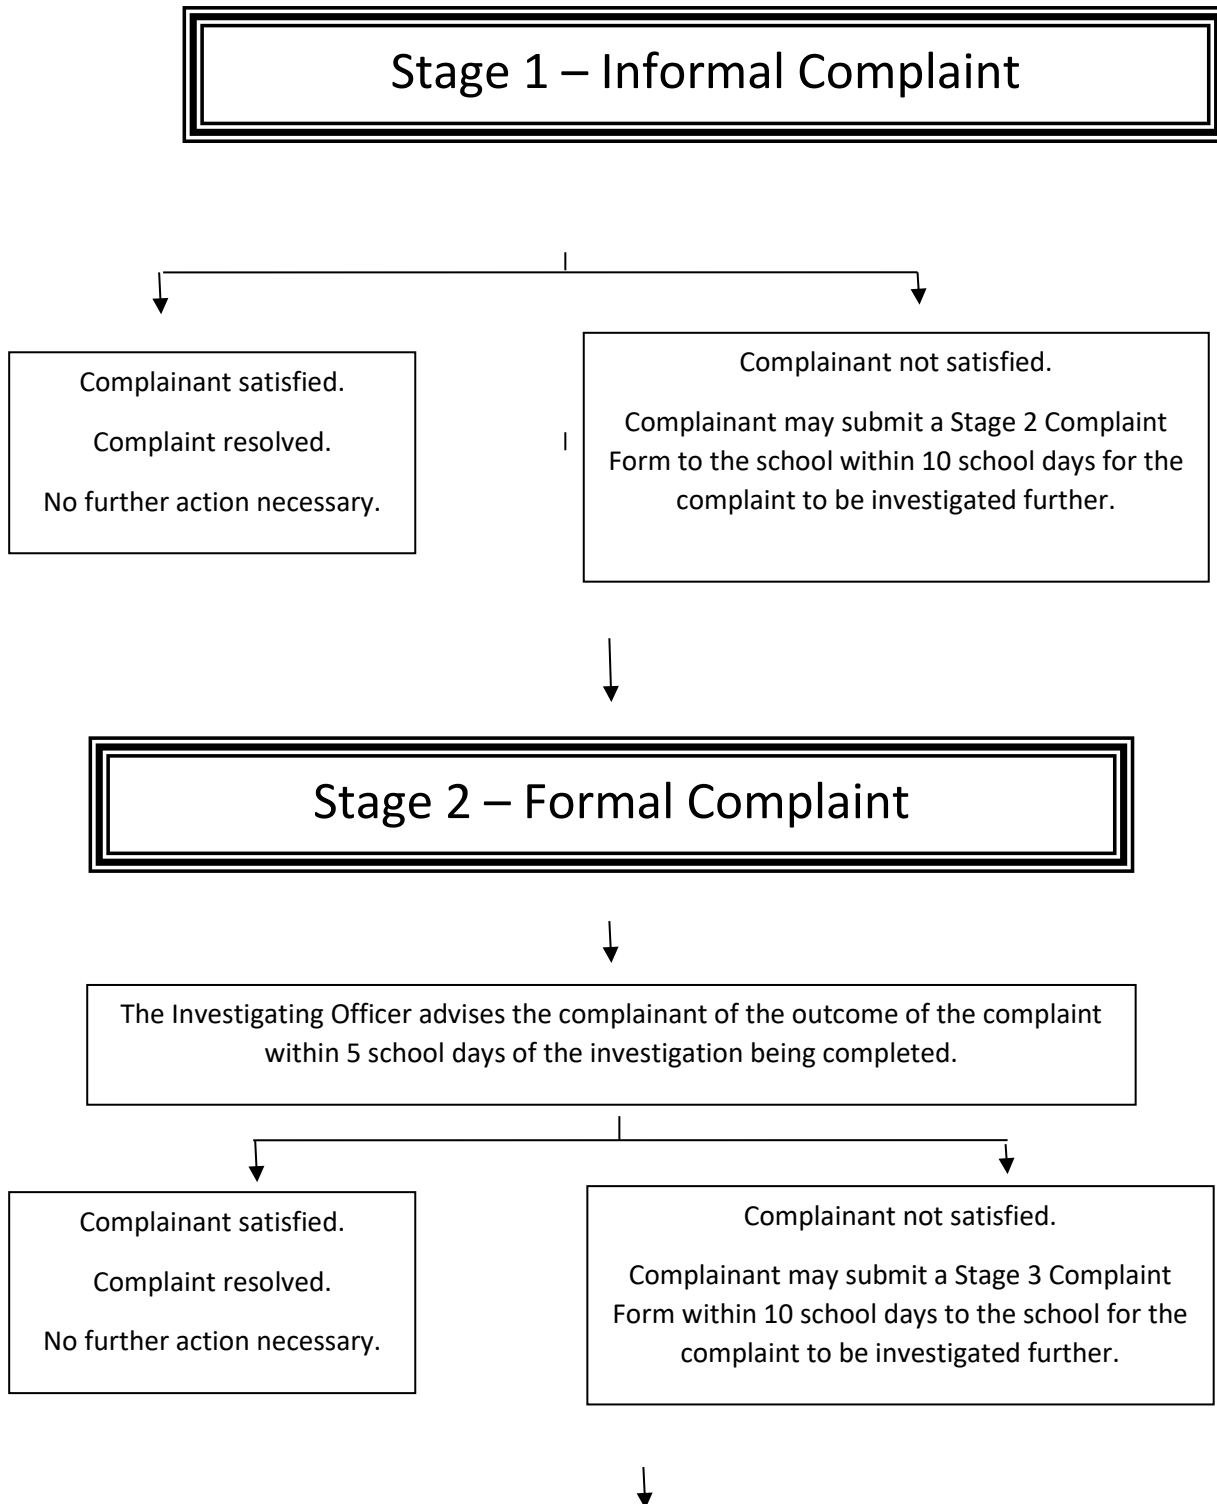 Stage 1 – Informal Complaint
Complainant satisfied.
Complaint resolved.
No further action necessary.
Complainant not satisfied.
Complainant may submit a Stage 2 Complaint
Form to the school within 10 school days for the
complaint to be investigated further.
Stage 2 – Formal Complaint
The Investigating Officer advises the complainant of the outcome of the complaint
within 5 school days of the investigation being completed.
Complainant satisfied.
Complaint resolved.
No further action necessary.
Complainant not satisfied.
Complainant may submit a Stage 3 Complaint
Form within 10 school days to the school for the
complaint to be investigated further.